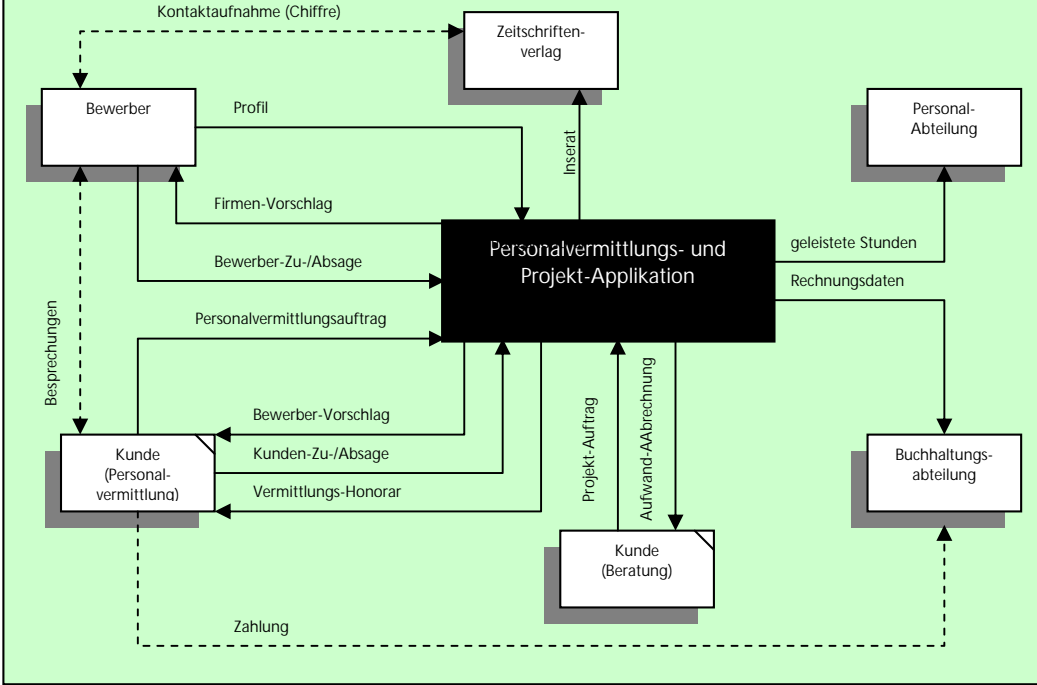 Kontaktaufnahme (Chiffre)
Zeitschriften-
verlag
Bewerber
Profil
Personal-
Abteilung
Inserat
Firmen-Vorschlag
Personalvermittlungs- und
Projekt-Applikation
geleistete Stunden
Bewerber-Zu-/Absage
Rechnungsdaten
Besprechungen
Personalvermittlungsauftrag
Bewerber-Vorschlag
Projekt-Auftrag
Aufwand-AAbrechnung
Kunde
(Personal-
vermittlung)
Kunden-Zu-/Absage
Buchhaltungs-
abteilung
Vermittlungs-Honorar
Kunde
(Beratung)
Zahlung